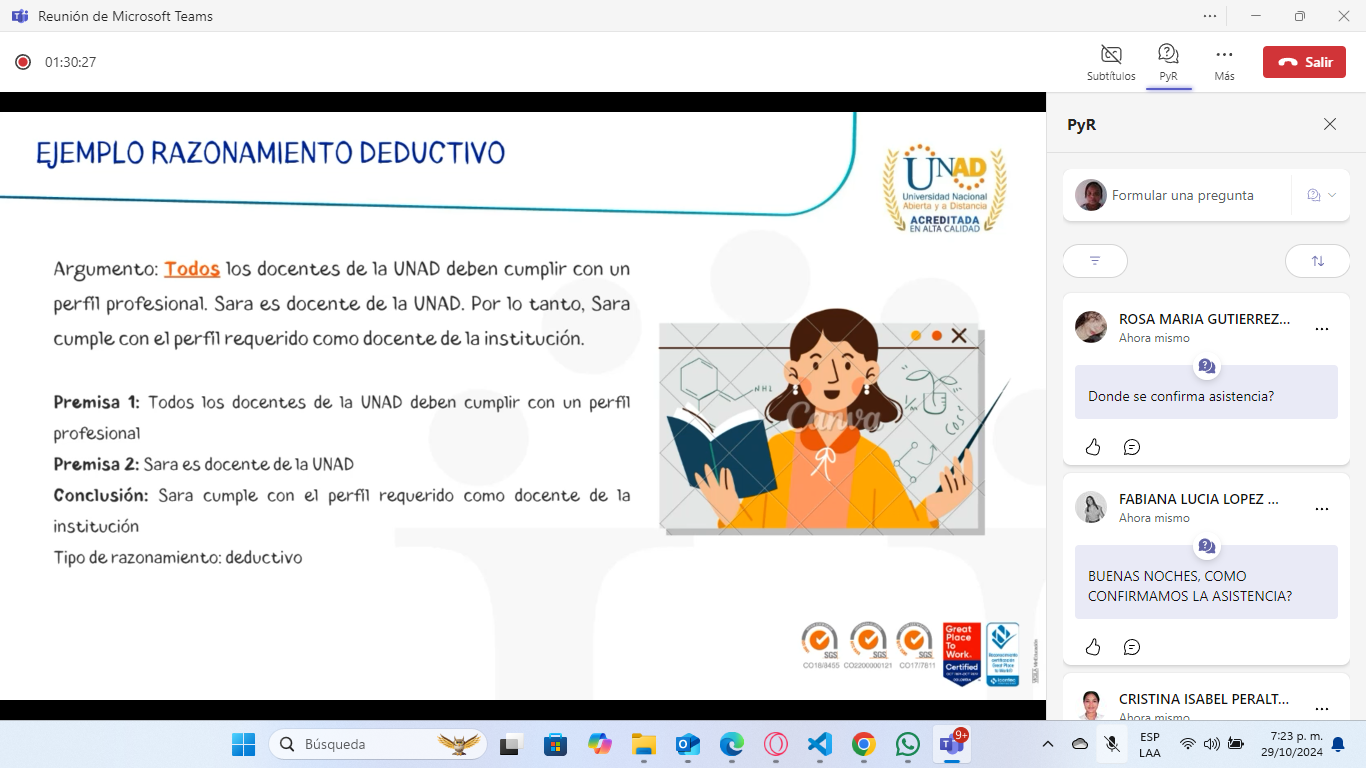 Reunión de Microsoft Teams
01:30:27
Subtítulos
PyR
Más
Salir
EJEMPLO RAZONAMIENTO DEDUCTIVO
UNAD
Universidad Nacional
Abierta y a Distancia
ACREDITADA
EN ALTA CALIDAD
Argumento: Todos los docentes de la UNAD deben cumplir con un
perfil profesional. Sara es docente de la UNAD. Por lo tanto, Sara
cumple con el perfil requerido como docente de la institución.
Premisa 1: Todos los docentes de la UNAD deben cumplir con un perfil
profesional
Premisa 2: Sara es docente de la UNAD
Conclusión: Sara cumple con el perfil requerido como docente de la
institución
Tipo de razonamiento: deductivo
Canva
SGS
SGS
SGS
CO18/8455
CO2200000121
CO17/7811
Great
Place
To
Work.
Certified
icontec
PyR
Formular una pregunta
ROSA MARIA GUTIERREZ...
Ahora mismo
Donde se confirma asistencia?
FABIANA LUCIA LOPEZ ...
Ahora mismo
BUENAS NOCHES, COMO
CONFIRMAMOS LA ASISTENCIA?
CRISTINA ISABEL PERALT...
Ahora mismo
Búsqueda
9+
ESP
LAA
7:23 p. m.
29/10/2024